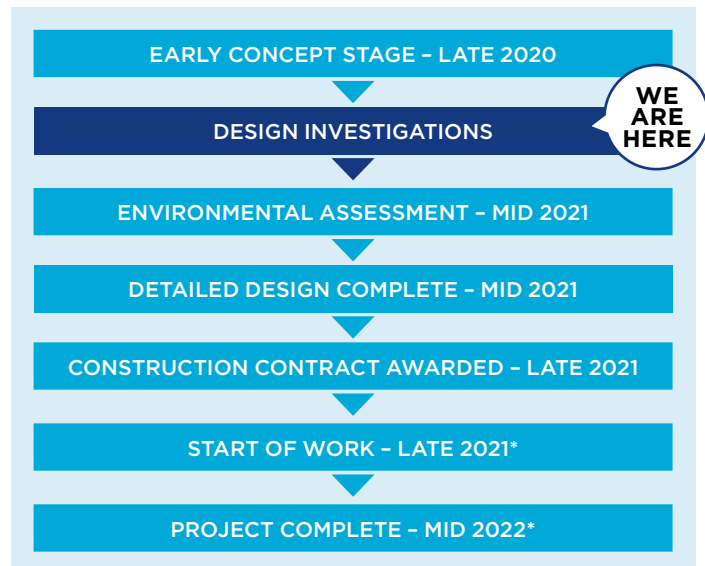 EARLY CONCEPT STAGE – LATE 2020
WE
ARE
HERE
DESIGN INVESTIGATIONS
ENVIRONMENTAL ASSESSMENT – MID 2021
DETAILED DESIGN COMPLETE – MID 2021
CONSTRUCTION CONTRACT AWARDED – LATE 2021
START OF WORK – LATE 2021*
PROJECT COMPLETE – MID 2022*